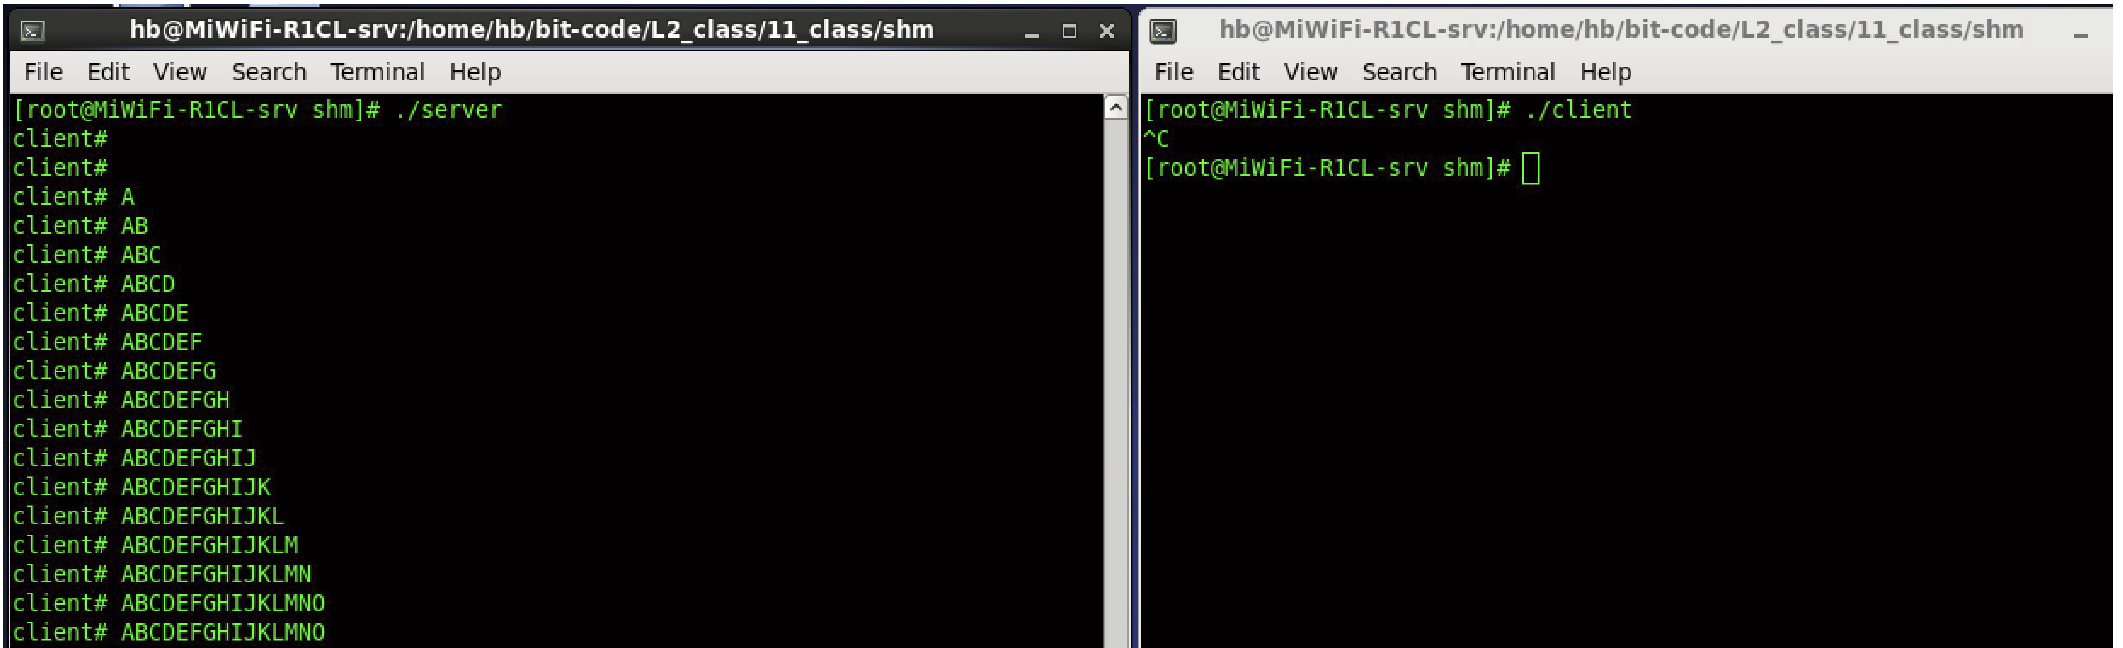 hb@MiWiFi-R1CL-srv:/home/hb/bit-code/L2_class/11_class/shm
File Edit View Search Terminal Help
[root@MiWiFi-R1CL-srv shm]# ./server
client#
client#
client# A
client# AB
client# ABC
client# ABCD
client# ABCDE
client# ABCDEF
client# ABCDEFG
client# ABCDEFGH
client# ABCDEFGHI
client# ABCDEFGHIJ
client# ABCDEFGHIJK
client# ABCDEFGHIJKL
client# ABCDEFGHIJKLM
client# ABCDEFGHIJKLMN
client# ABCDEFGHIJKLMNO
client# ABCDEFGHIJKLMNO
hb@MiWiFi-R1CL-srv:/home/hb/bit-code/L2_class/11_class/shm
File Edit View Search Terminal Help
[root@MiWiFi-R1CL-srv shm]# ./client
^C
[root@MiWiFi-R1CL-srv shm]#